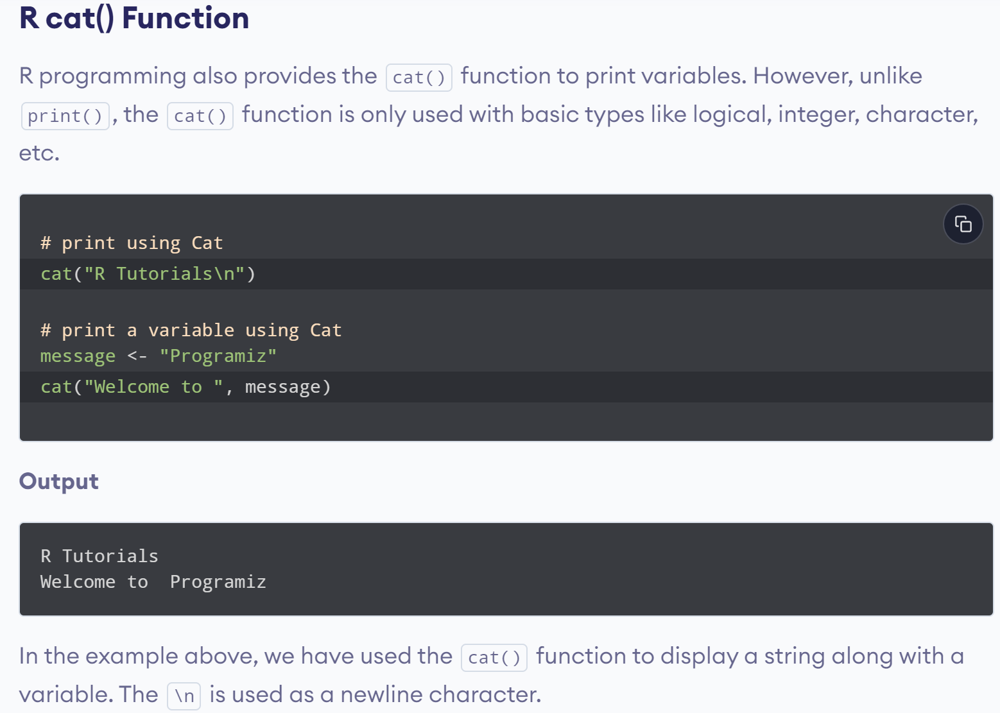 R cat() Function
R programming also provides the cat() function to print variables. However, unlike
print(), the cat() function is only used with basic types like logical, integer, character,
etc.
# print using Cat
cat("R Tutorials\n")
# print a variable using Cat
message <- "Programiz"
cat("Welcome to ", message)
Output
R Tutorials
Welcome to  Programiz
In the example above, we have used the cat() function to display a string along with a
variable. The \n is used as a newline character.